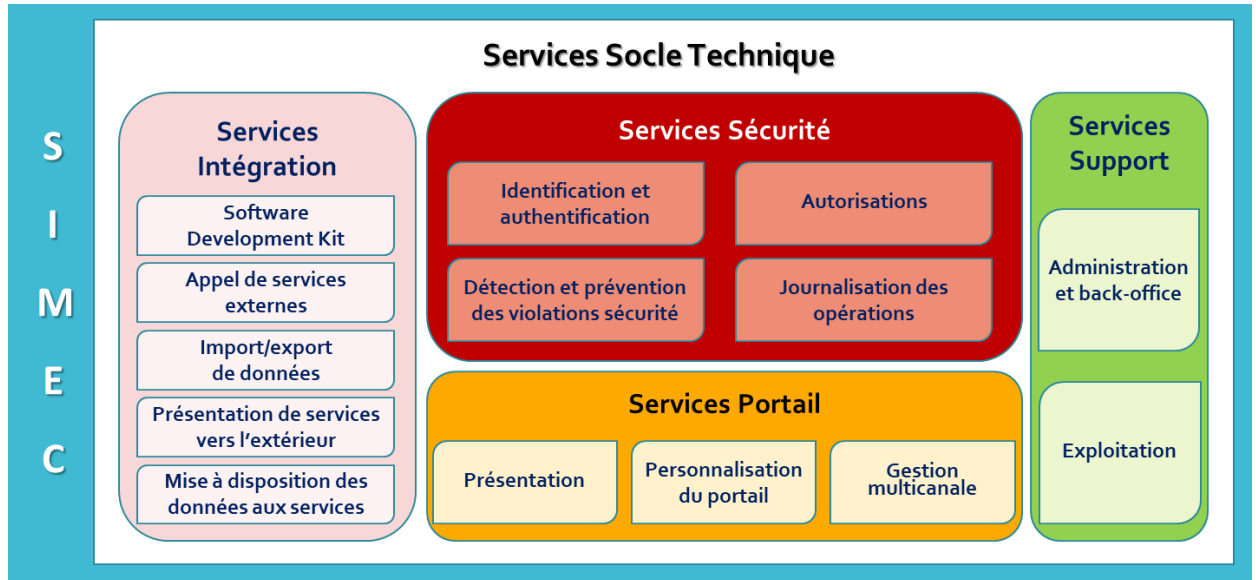 S
I
M
E
C
Services Socle Technique
Services
Intégration
Software
Development Kit
Appel de services
externes
Import/export
de données
Présentation de services
vers l'extérieur
Mise à disposition des
données aux services
Services Sécurité
Identification et
authentification
Autorisations
Détection et prévention
des violations sécurité
Journalisation des
opérations
Services Portail
Présentation
Personnalisation
du portail
Gestion
multicanale
Services
Support
Administration
et back-office
Exploitation